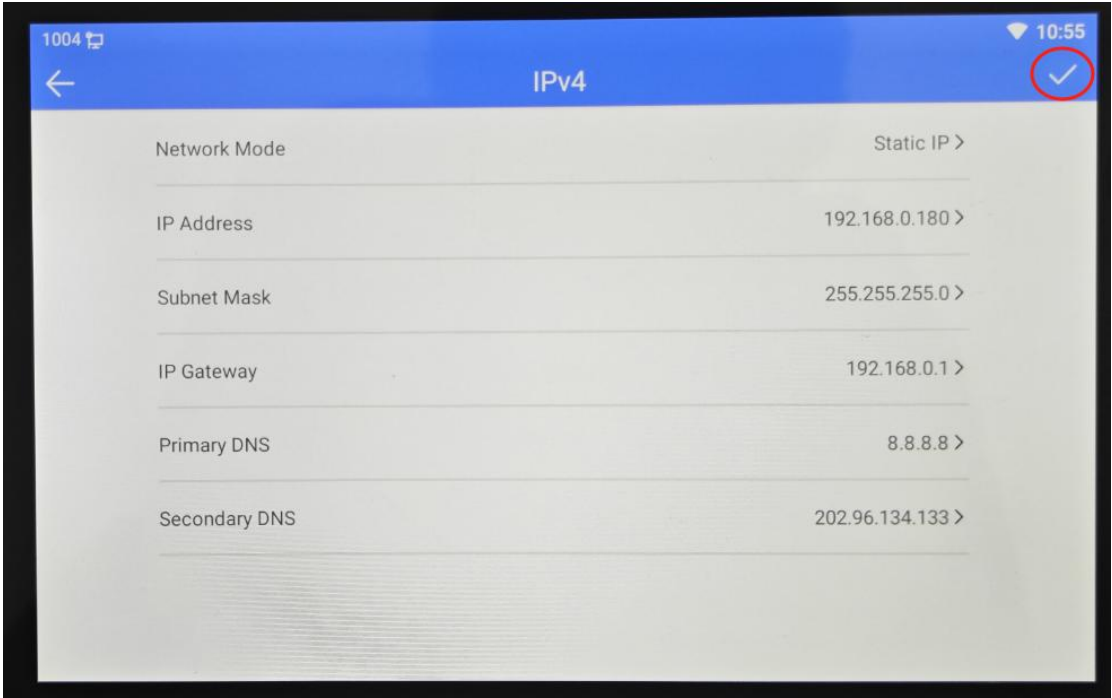 1004
10:55
IPv4
Network Mode
Static IP
IP Address
192.168.0.180
Subnet Mask
255.255.255.0
IP Gateway
192.168.0.1
Primary DNS
8.8.8.8
Secondary DNS
202.96.134.133